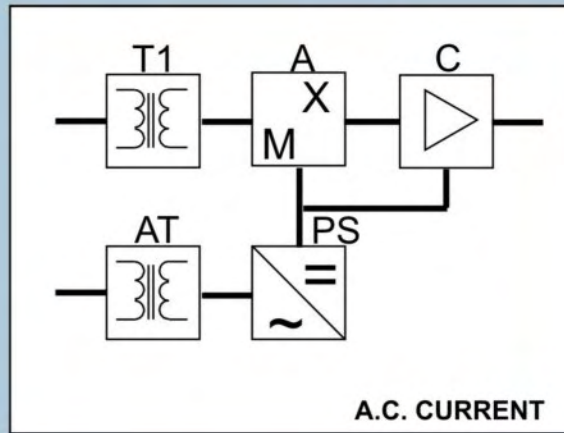 T1 A C
X
M
AT PS
=
~
A.C. CURRENT